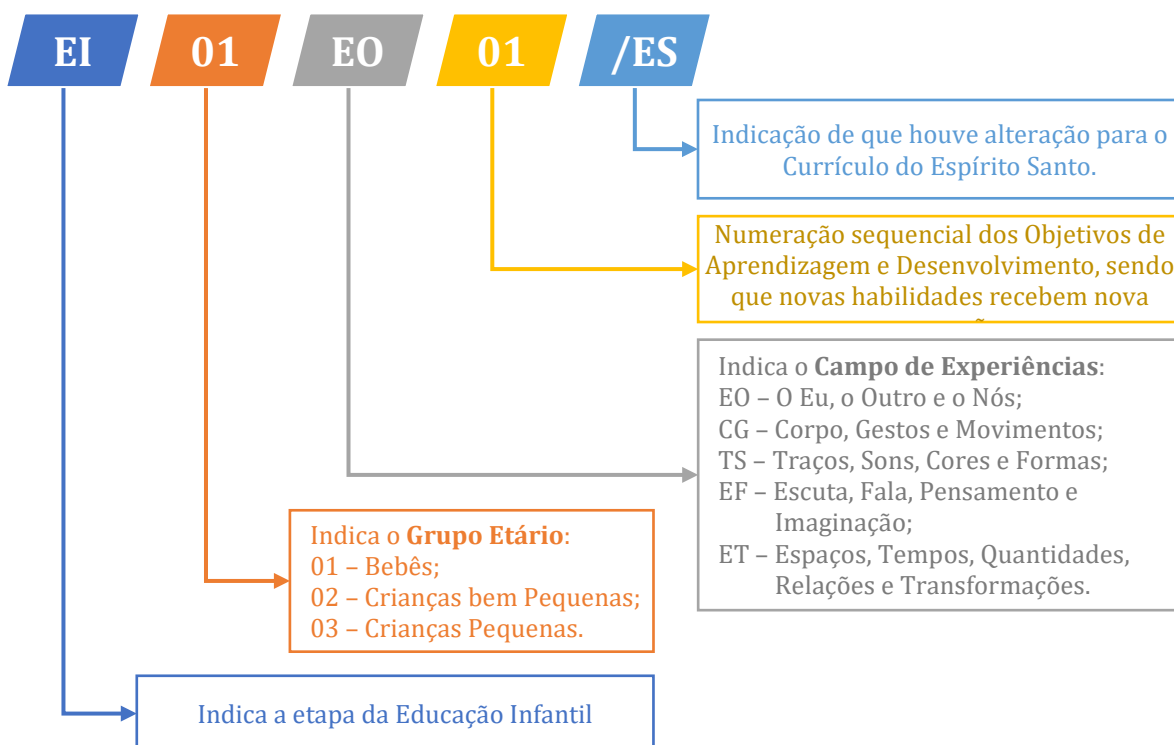 EI 01 EO 01 /ES
Indicação de que houve alteração para o
Currículo do Espírito Santo.
Numeração sequencial dos Objetivos de
Aprendizagem e Desenvolvimento, sendo
que novas habilidades recebem nova
Indica o Campo de Experiências:
EO – O Eu, o Outro e o Nós;
CG – Corpo, Gestos e Movimentos;
TS – Traços, Sons, Cores e Formas;
EF – Escuta, Fala, Pensamento e
Imaginação;
ET – Espaços, Tempos, Quantidades,
Relações e Transformações.
Indica o Grupo Etário:
01 – Bebês;
02 – Crianças bem Pequenas;
03 – Crianças Pequenas.
Indica a etapa da Educação Infantil